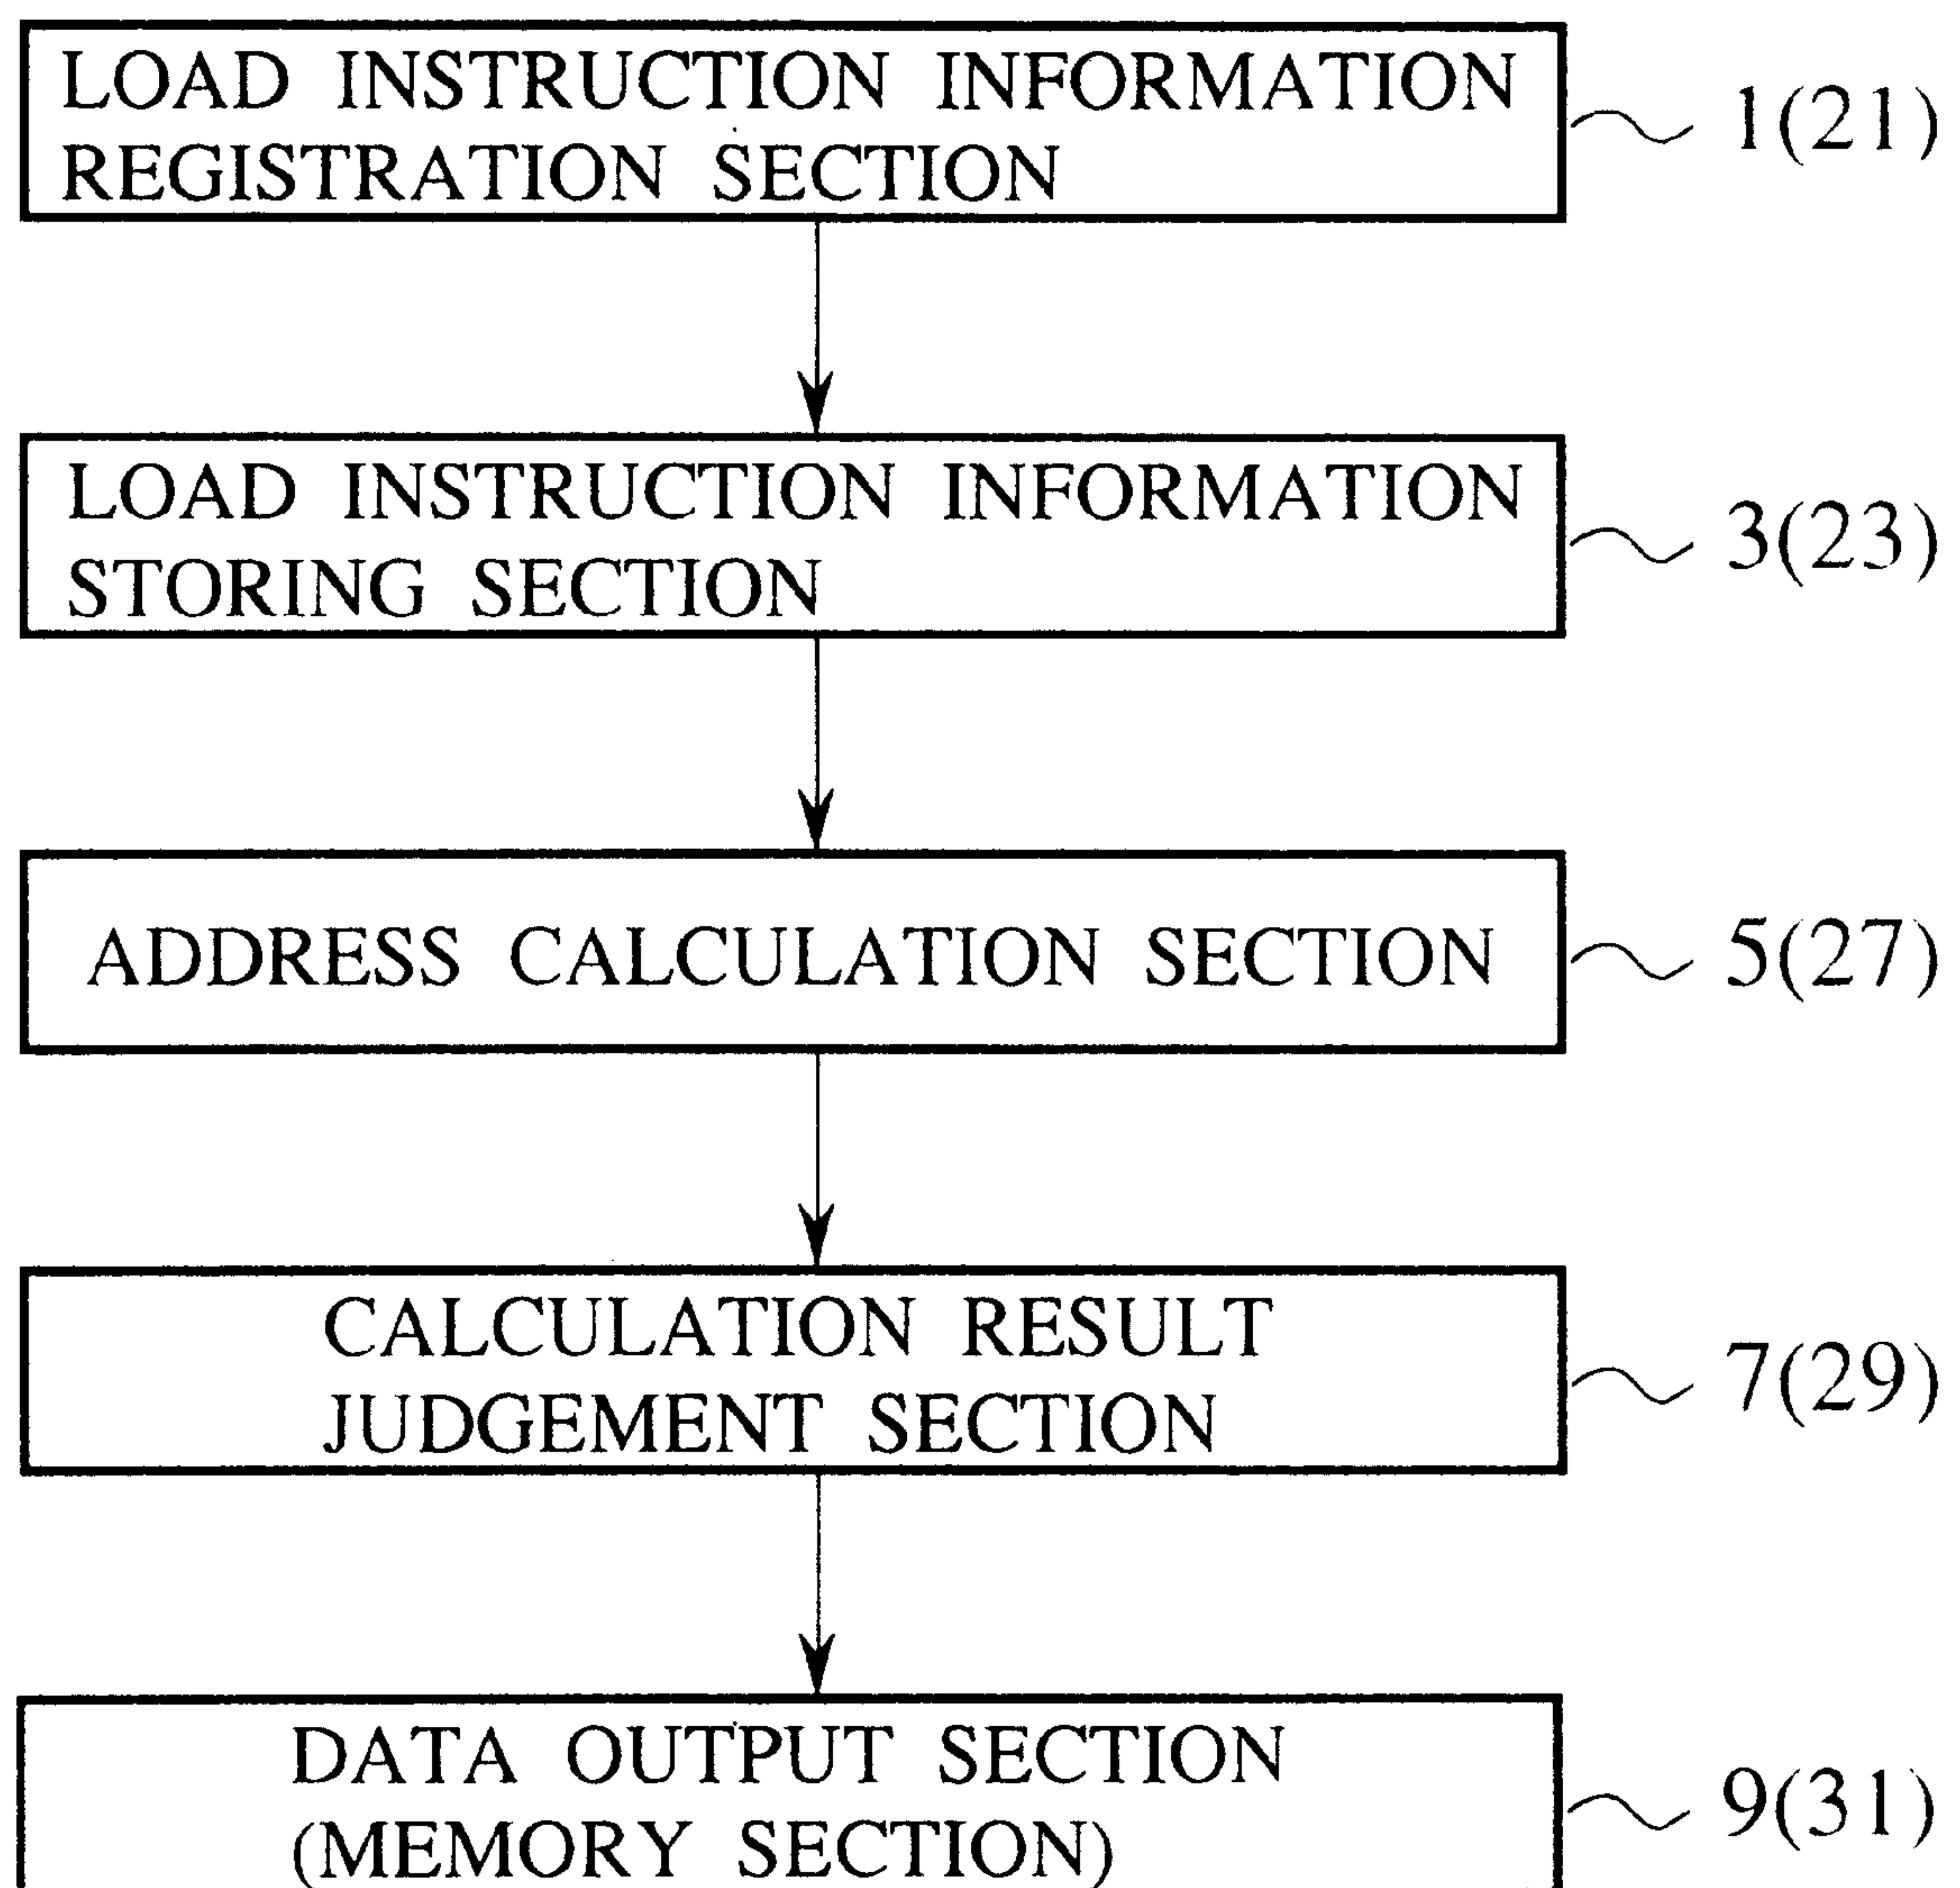 LOAD INSTRUCTION INFORMATION
REGISTRATION SECTION
1(21)
LOAD INSTRUCTION INFORMATION
STORING SECTION
3(23)
ADDRESS CALCULATION SECTION
5(27)
CALCULATION RESULT
JUDGEMENT SECTION
7(29)
DATA OUTPUT SECTION
(MEMORY SECTION)
9(31)